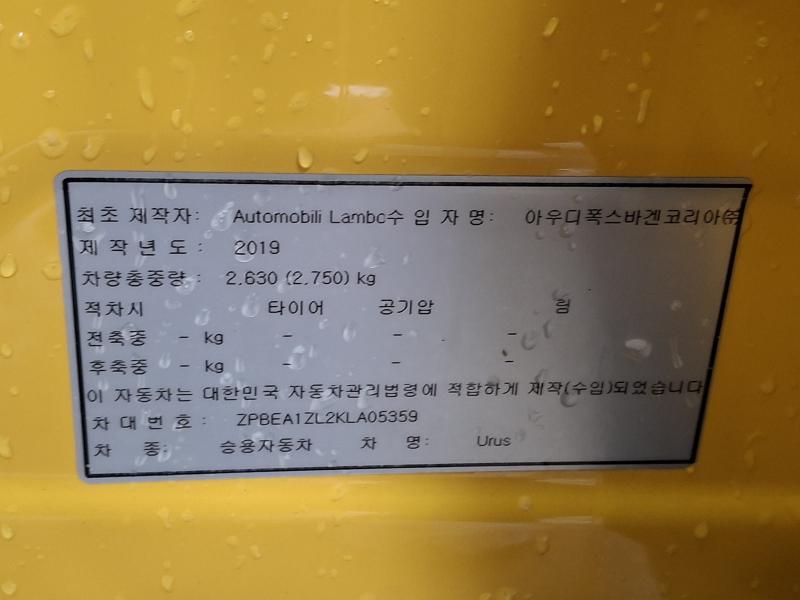 최초 제작자: Automobili Lambo수 입 자 명: 아우디폭스바겐코리아㈜
제 작 년 도 : 2019
차량총중량 : 2,630 (2,750) kg
적차시 타이어 공기압 림
전축중 - kg - - -
후축중 - kg - - -
이 자동차는 대한민국 자동차관리법령에 적합하게 제작(수입)되었습니다
차 대 번 호 : ZPBEA1ZL2KLA05359
차 종: 승용자동차 차 명: Urus